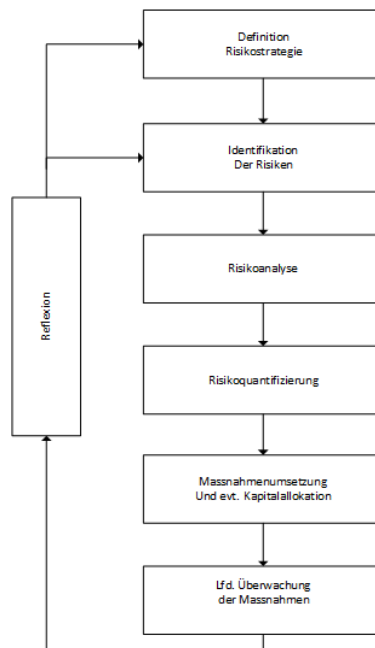 Definition
Risikostrategie
Identifikation
Der Risiken
Risikoanalyse
Reflexion
Risikoquantifizierung
Massnahmenumsetzung
Und evt. Kapitalallokation
Lfd. Überwachung
der Massnahmen